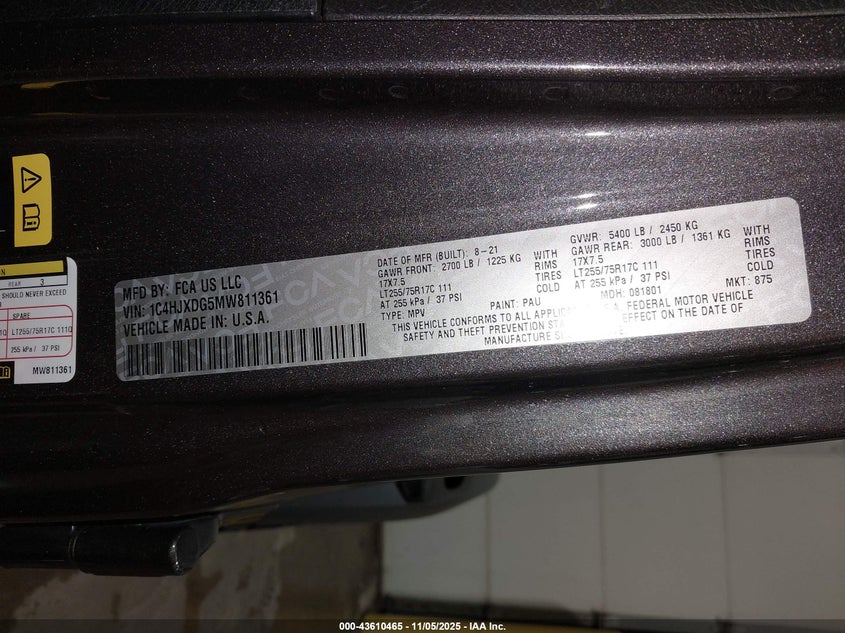 MFD BY: FCA US LLC
VIN: 1C4HJXDG5MW811361
VEHICLE MADE IN: U.S.A.
DATE OF MFR (BUILT): 8-21
GAWR FRONT: 2700 LB / 1225 KG WITH
17X7.5 RIMS
LT255/75R17C 111 TIRES
AT 255 kPa / 37 PSI COLD
GVWR: 5400 LB / 2450 KG
GAWR REAR: 3000 LB / 1361 KG WITH
17X7.5 RIMS
LT255/75R17C 111 TIRES
AT 255 kPa / 37 PSI COLD
TYPE: MPV PAINT: PAU MDH: 081801 MKT: 875
THIS VEHICLE CONFORMS TO ALL FEDERAL MOTOR VEHICLE
SAFETY AND THEFT PREVENTION EFFECT ON THE DATE OF
MANUFACTURE
REAR 3
SHOULD NEVER EXCEED
SPARE
LT255/75R17C 111Q
255 kPa / 37 PSI
MW811361
000-43610465 - 11/05/2025 - IAA Inc.